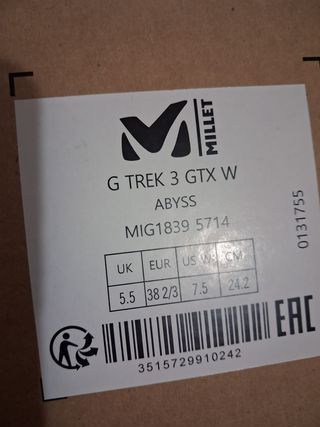 MILLET
G TREK 3 GTX W
ABYSS
MIG1839 5714
0131755
UK EUR US W CM
5.5 38 2/3 7.5 24.2
EAC
3515729910242